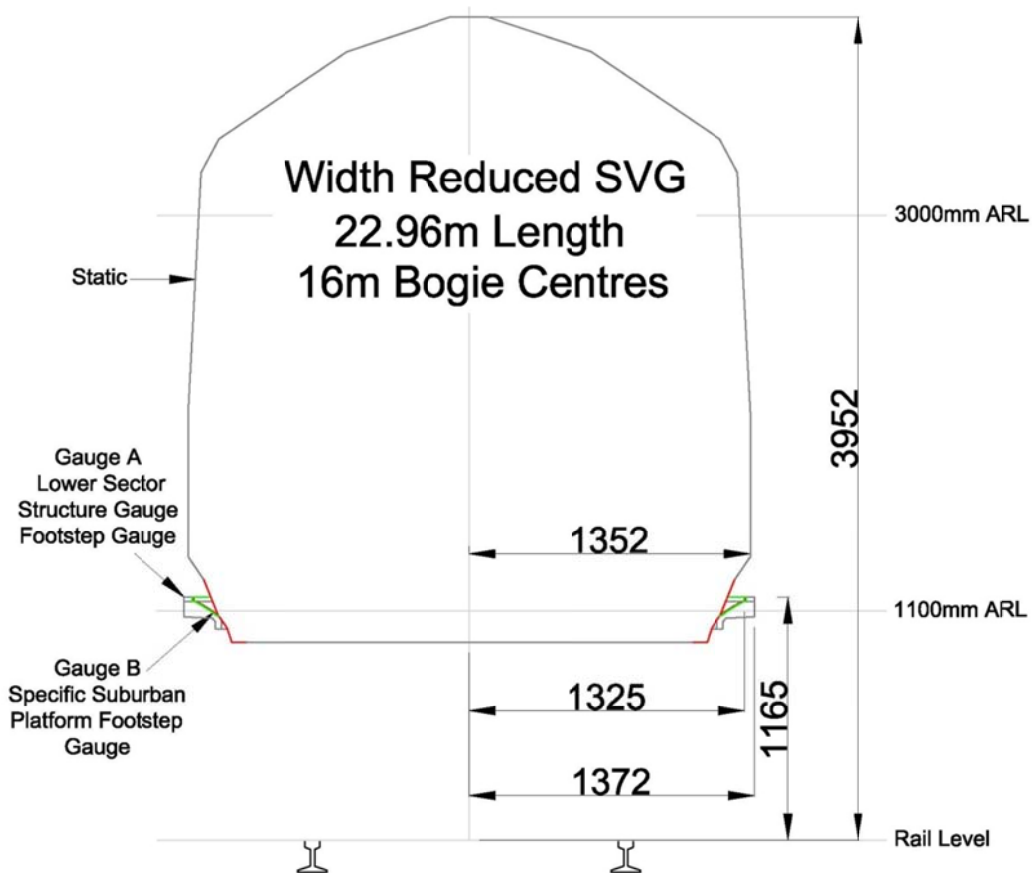 Width Reduced SVG
22.96m Length
16m Bogie Centres
3000mm ARL
Static
3952
Gauge A
Lower Sector
Structure Gauge
Footstep Gauge
1352
1100mm ARL
Gauge B
Specific Suburban
Platform Footstep
Gauge
1325
1165
1372
Rail Level